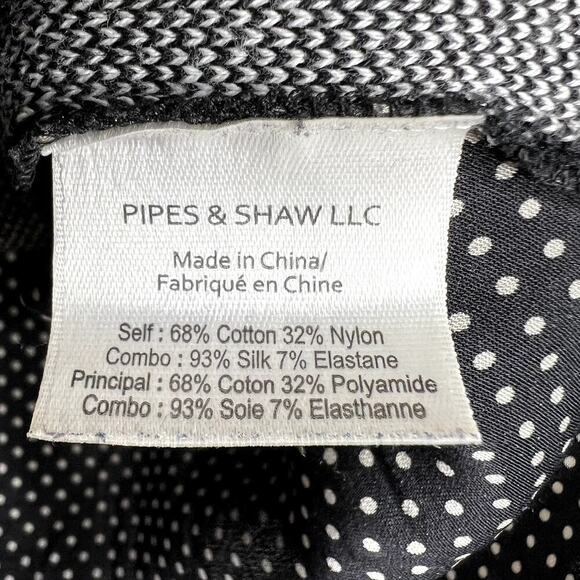 PIPES & SHAW LLC
Made in China/
Fabriqué en Chine
Self : 68% Cotton 32% Nylon
Combo : 93% Silk 7% Elastane
Principal : 68% Coton 32% Polyamide
Combo : 93% Soie 7% Elasthanne